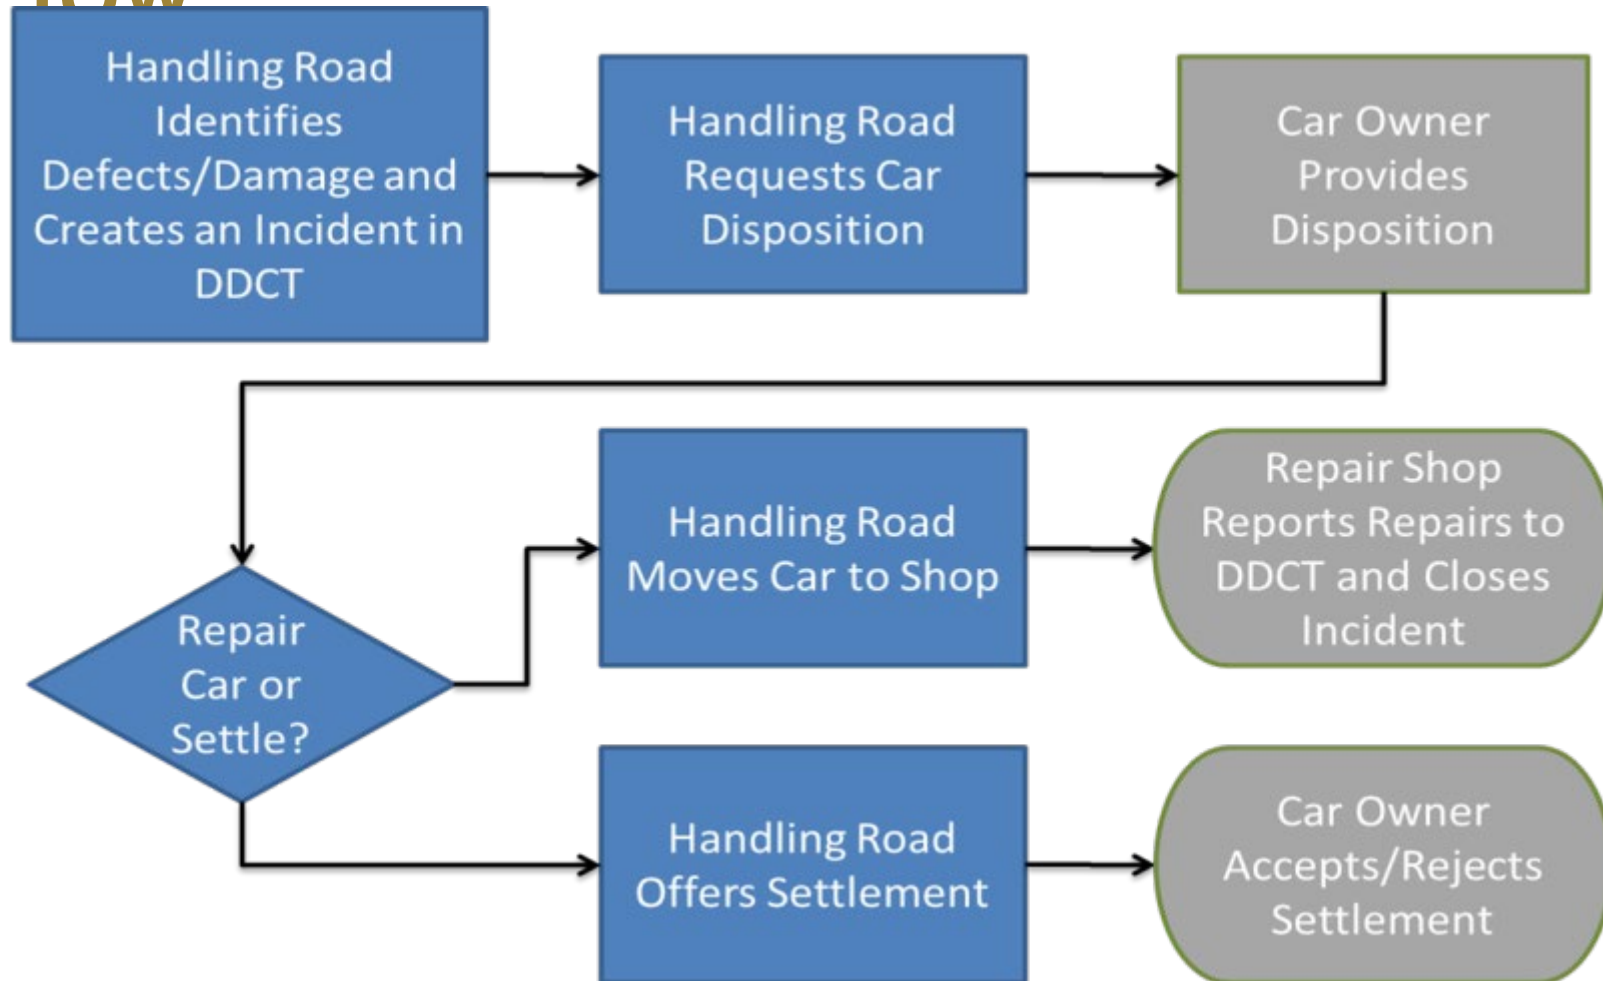 Handling Road
Identifies
Defects/Damage and
Creates an Incident in
DDCT
Handling Road
Requests Car
Disposition
Car Owner
Provides
Disposition
Repair
Car or
Settle?
Handling Road
Moves Car to Shop
Repair Shop
Reports Repairs to
DDCT and Closes
Incident
Handling Road
Offers Settlement
Car Owner
Accepts/Rejects
Settlement